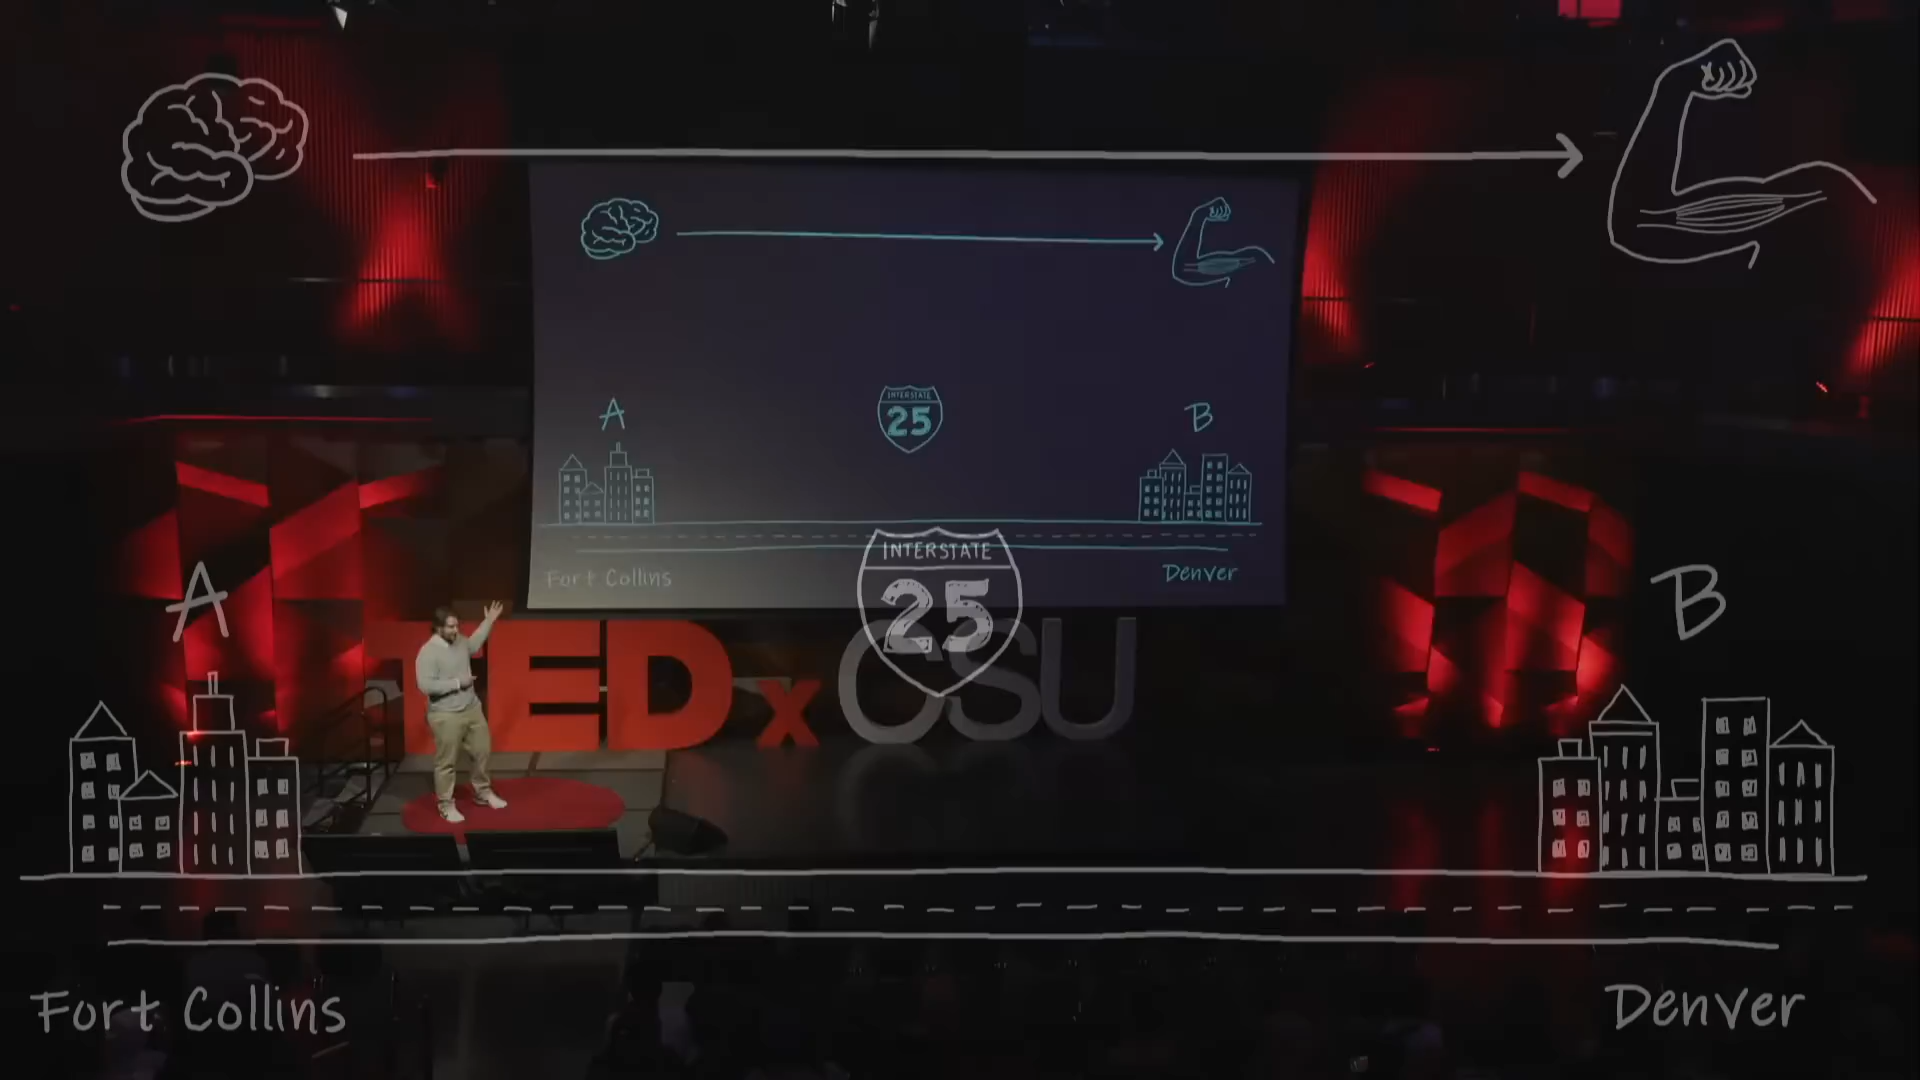 A
INTERSTATE
25
B
Fort Collins
Denver
INTERSTATE
25
A
B
TEDxCSU
Fort Collins
Denver